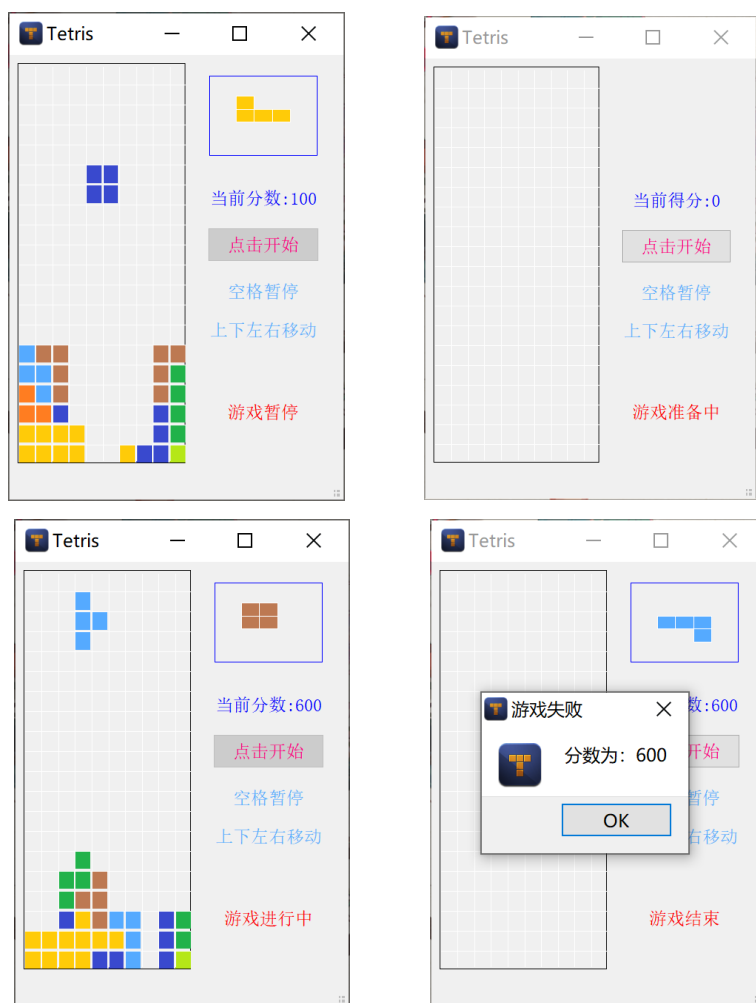 Tetris
当前分数:100
点击开始
空格暂停
上下左右移动
游戏暂停
Tetris
当前得分:0
点击开始
空格暂停
上下左右移动
游戏准备中
Tetris
当前分数:600
点击开始
空格暂停
上下左右移动
游戏进行中
Tetris
游戏失败
分数为：600
OK
数:600
开始
暂停
右移动
游戏结束